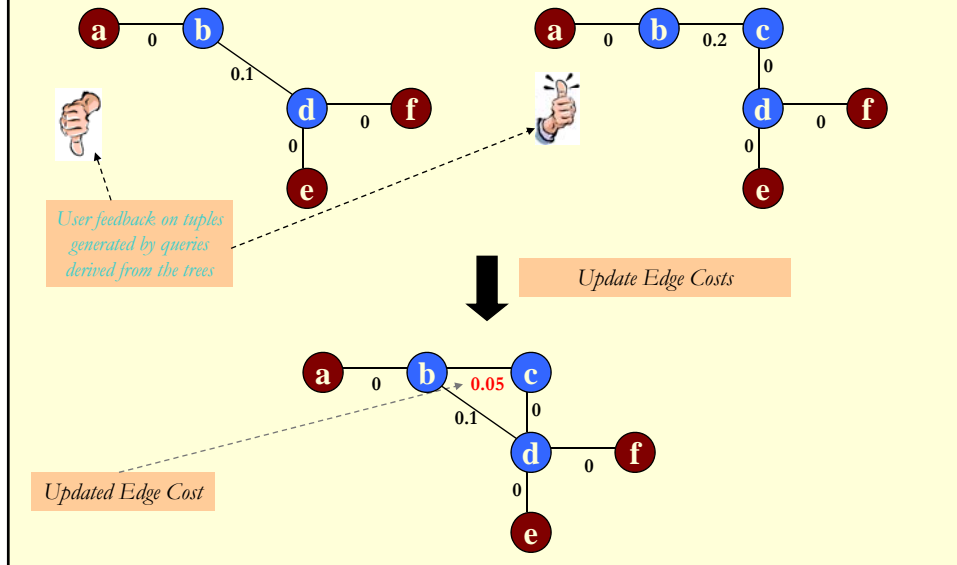 a
b
0
0.1
d
f
0
0
e
a
b
c
0
0.2
0
d
f
0
0
e
User feedback on tuples
generated by queries
derived from the trees
Update Edge Costs
a
b
c
0
0.05
0.1
0
d
f
0
0
e
Updated Edge Cost